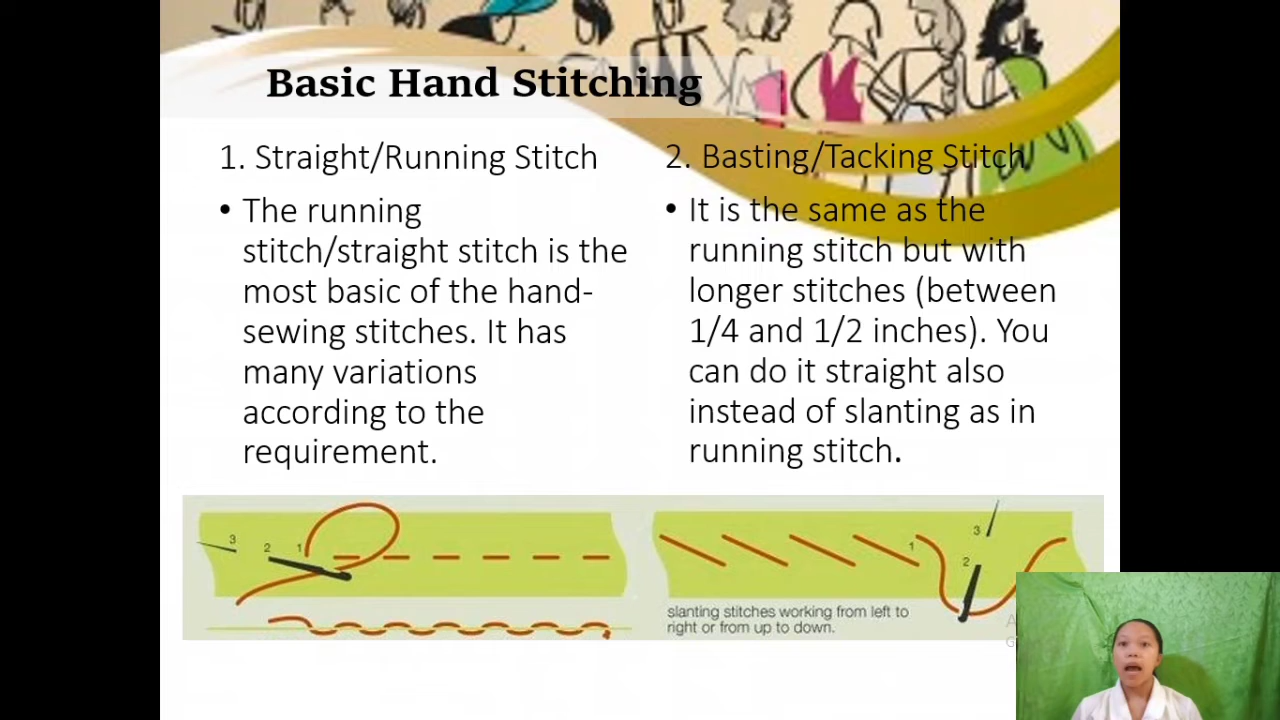 Basic Hand Stitching
1. Straight/Running Stitch
• The running
stitch/straight stitch is the
most basic of the hand-
sewing stitches. It has
many variations
according to the
requirement.
2. Basting/Tacking Stitch
• It is the same as the
running stitch but with
longer stitches (between
1/4 and 1/2 inches). You
can do it straight also
instead of slanting as in
running stitch.
3
2
1
1
3
2
slanting stitches working from left to
right or from up to down.